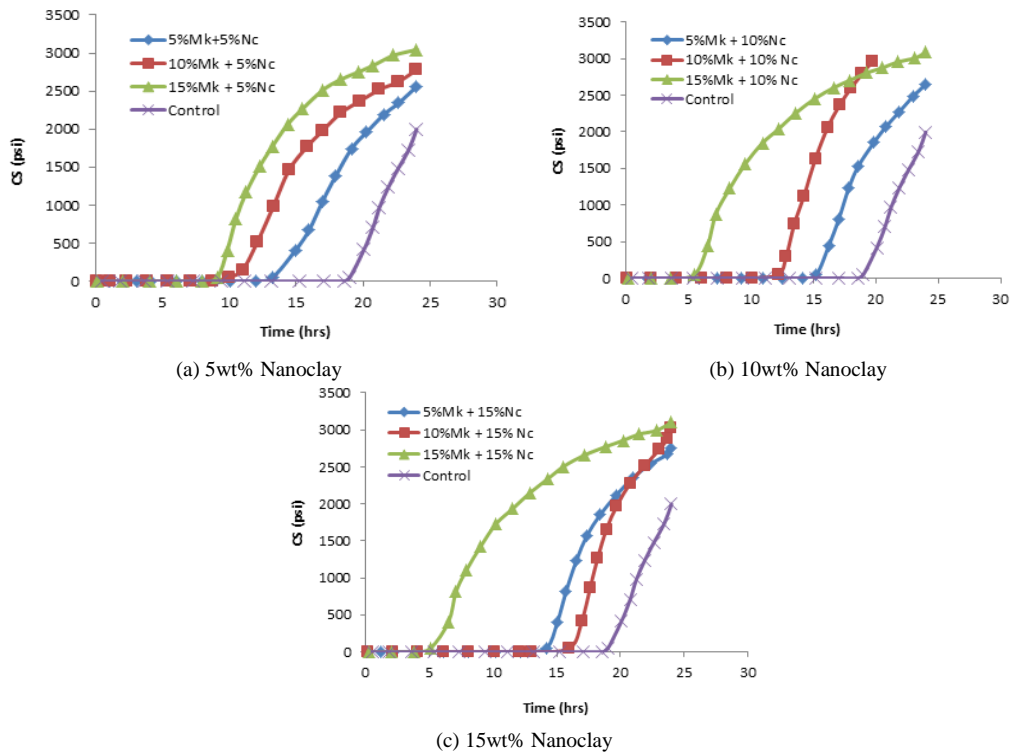 3500
3000
2500
2000
1500
1000
500
0
CS (psi)
5%Mk+5%Nc
10%Mk + 5%Nc
15%Mk + 5%Nc
Control
0 5 10 15 20 25 30
Time (hrs)
(a) 5wt% Nanoclay
3500
3000
2500
2000
1500
1000
500
0
CS (psi)
5%Mk + 10%Nc
10%Mk + 10% Nc
15%Mk + 10% Nc
Control
0 5 10 15 20 25 30
Time (hrs)
(b) 10wt% Nanoclay
3500
3000
2500
2000
1500
1000
500
0
CS (psi)
5%Mk + 15%Nc
10%Mk + 15% Nc
15%Mk + 15% Nc
Control
0 5 10 15 20 25 30
Time (hrs)
(c) 15wt% Nanoclay